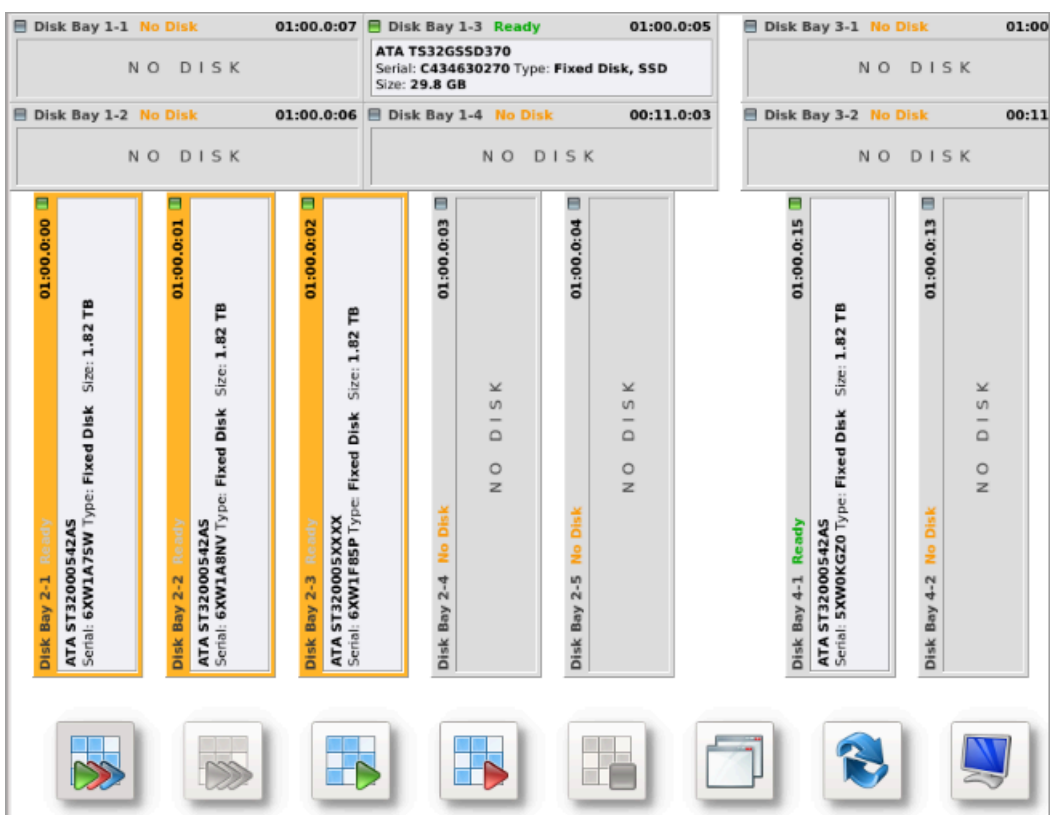 Disk Bay 1-1 No Disk 01:00.0:07
NO DISK
Disk Bay 1-3 Ready 01:00.0:05
ATA TS32GSSD370
Serial: C434630270 Type: Fixed Disk, SSD
Size: 29.8 GB
Disk Bay 3-1 No Disk 01:00
NO DISK
Disk Bay 1-2 No Disk 01:00.0:06
NO DISK
Disk Bay 1-4 No Disk 00:11.0:03
NO DISK
Disk Bay 3-2 No Disk 00:11
NO DISK
Disk Bay 2-1 Ready 01:00.0:00
ATA ST32000542AS
Serial: 6XW1A7SW Type: Fixed Disk Size: 1.82 TB
Disk Bay 2-2 Ready 01:00.0:01
ATA ST32000542AS
Serial: 6XW1A8NV Type: Fixed Disk Size: 1.82 TB
Disk Bay 2-3 Ready 01:00.0:02
ATA ST320005XXXX
Serial: 6XW1F85P Type: Fixed Disk Size: 1.82 TB
Disk Bay 2-4 No Disk 01:00.0:03
NO DISK
Disk Bay 2-5 No Disk 01:00.0:04
NO DISK
Disk Bay 4-1 Ready 01:00.0:15
ATA ST32000542AS
Serial: 5XW0KGZ0 Type: Fixed Disk Size: 1.82 TB
Disk Bay 4-2 No Disk 01:00.0:13
NO DISK